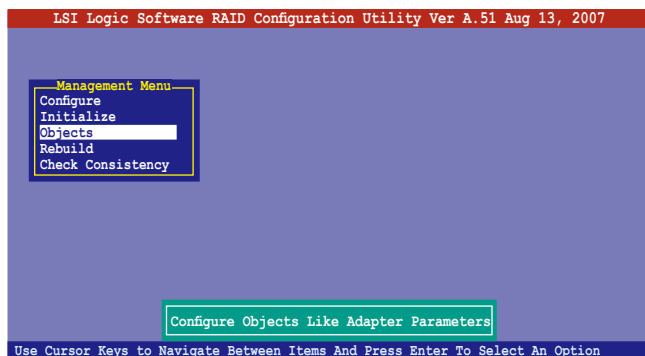 LSI Logic Software RAID Configuration Utility Ver A.51 Aug 13, 2007
Management Menu
Configure
Initialize
Objects
Rebuild
Check Consistency
Configure Objects Like Adapter Parameters
Use Cursor Keys to Navigate Between Items And Press Enter To Select An Option